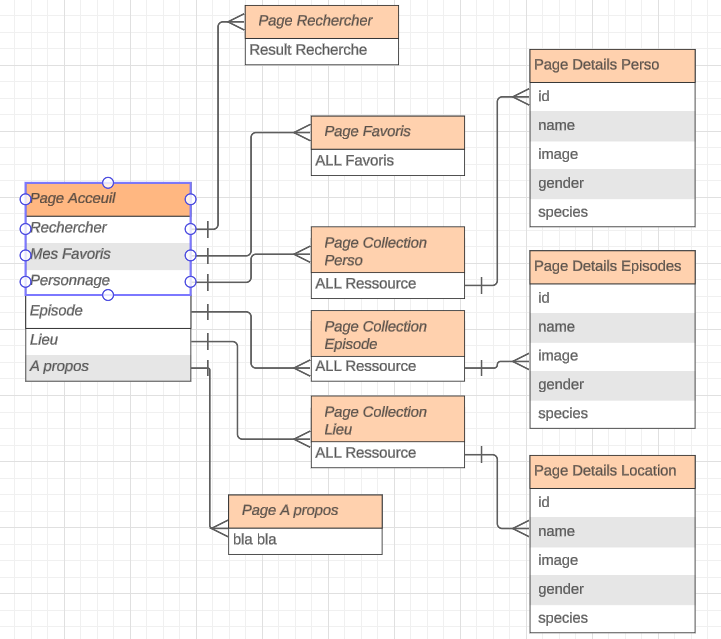 Page Rechercher
Result Recherche
Page Favoris
ALL Favoris
Page Acceuil
Rechercher
Mes Favoris
Personnage
Episode
Lieu
A propos
Page Collection
Perso
ALL Ressource
Page Collection
Episode
ALL Ressource
Page Collection
Lieu
ALL Ressource
Page A propos
bla bla
Page Details Perso
id
name
image
gender
species
Page Details Episodes
id
name
image
gender
species
Page Details Location
id
name
image
gender
species